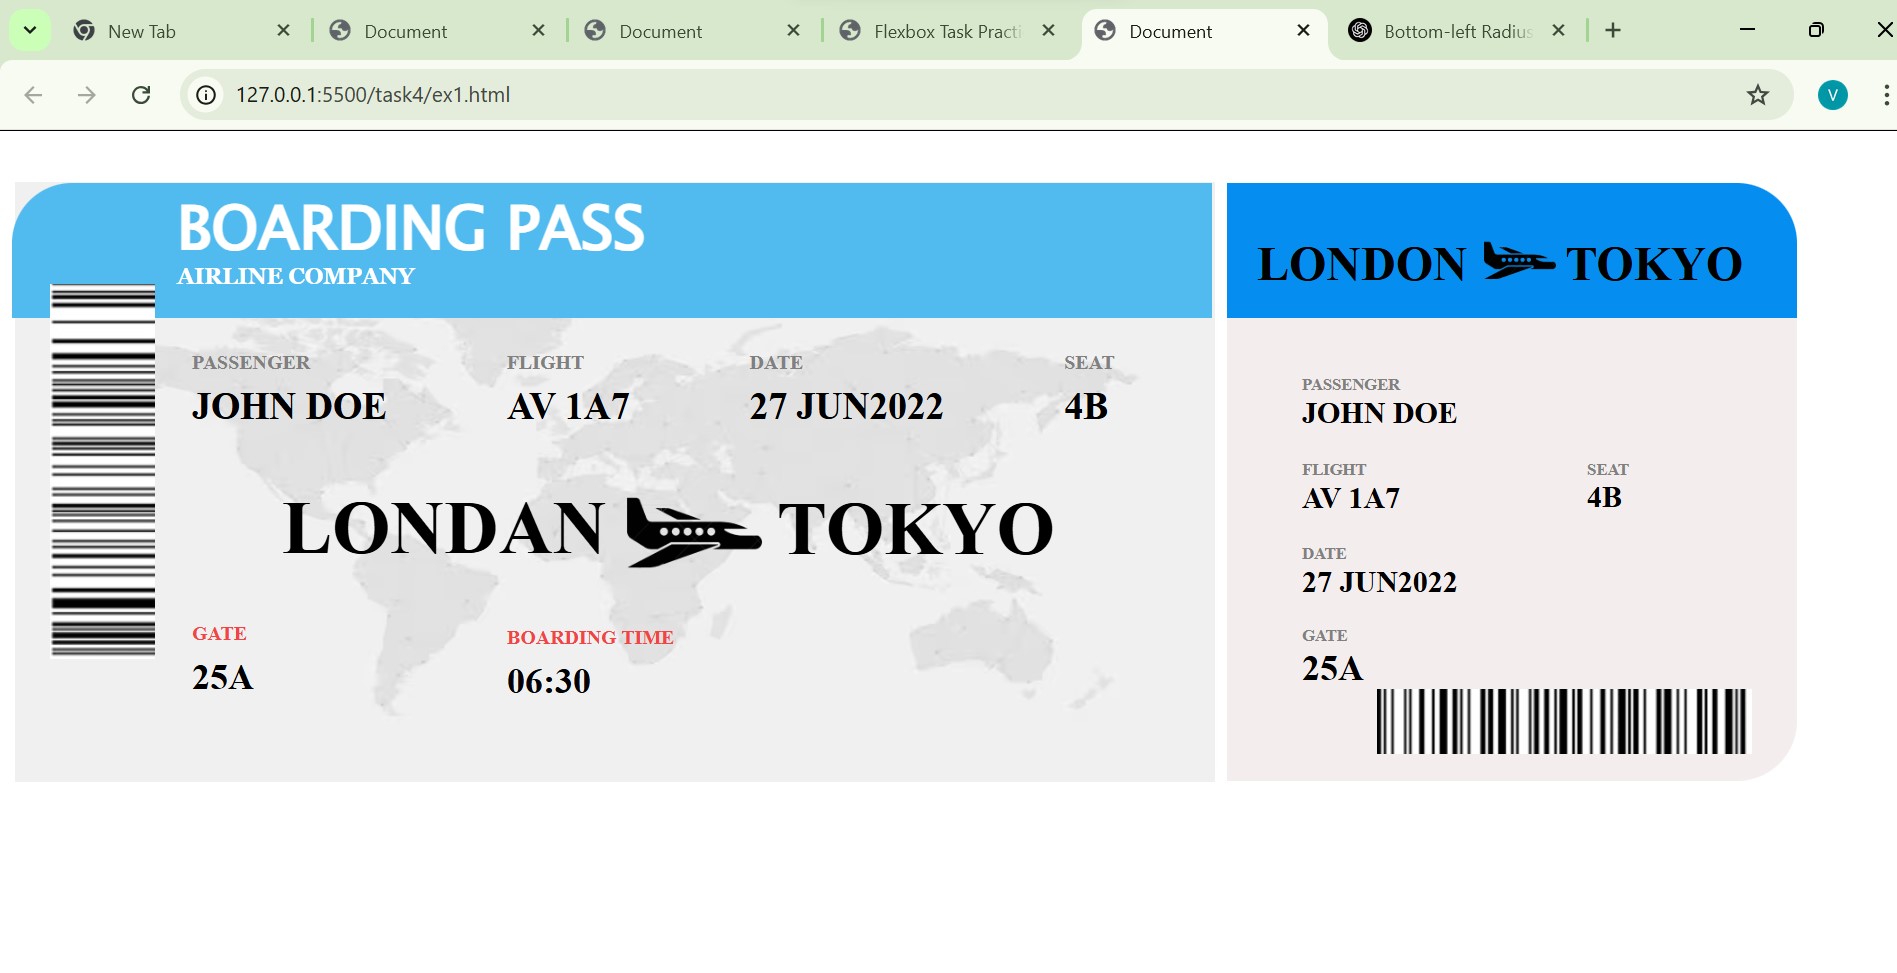 New Tab
Document
Document
Flexbox Task Practi
Document
Bottom-left Radius
127.0.0.1:5500/task4/ex1.html
V
BOARDING PASS
AIRLINE COMPANY
PASSENGER FLIGHT DATE SEAT
JOHN DOE AV 1A7 27 JUN2022 4B
LONDAN TOKYO
GATE BOARDING TIME
25A 06:30
LONDON TOKYO
PASSENGER
JOHN DOE
FLIGHT SEAT
AV 1A7 4B
DATE
27 JUN2022
GATE
25A